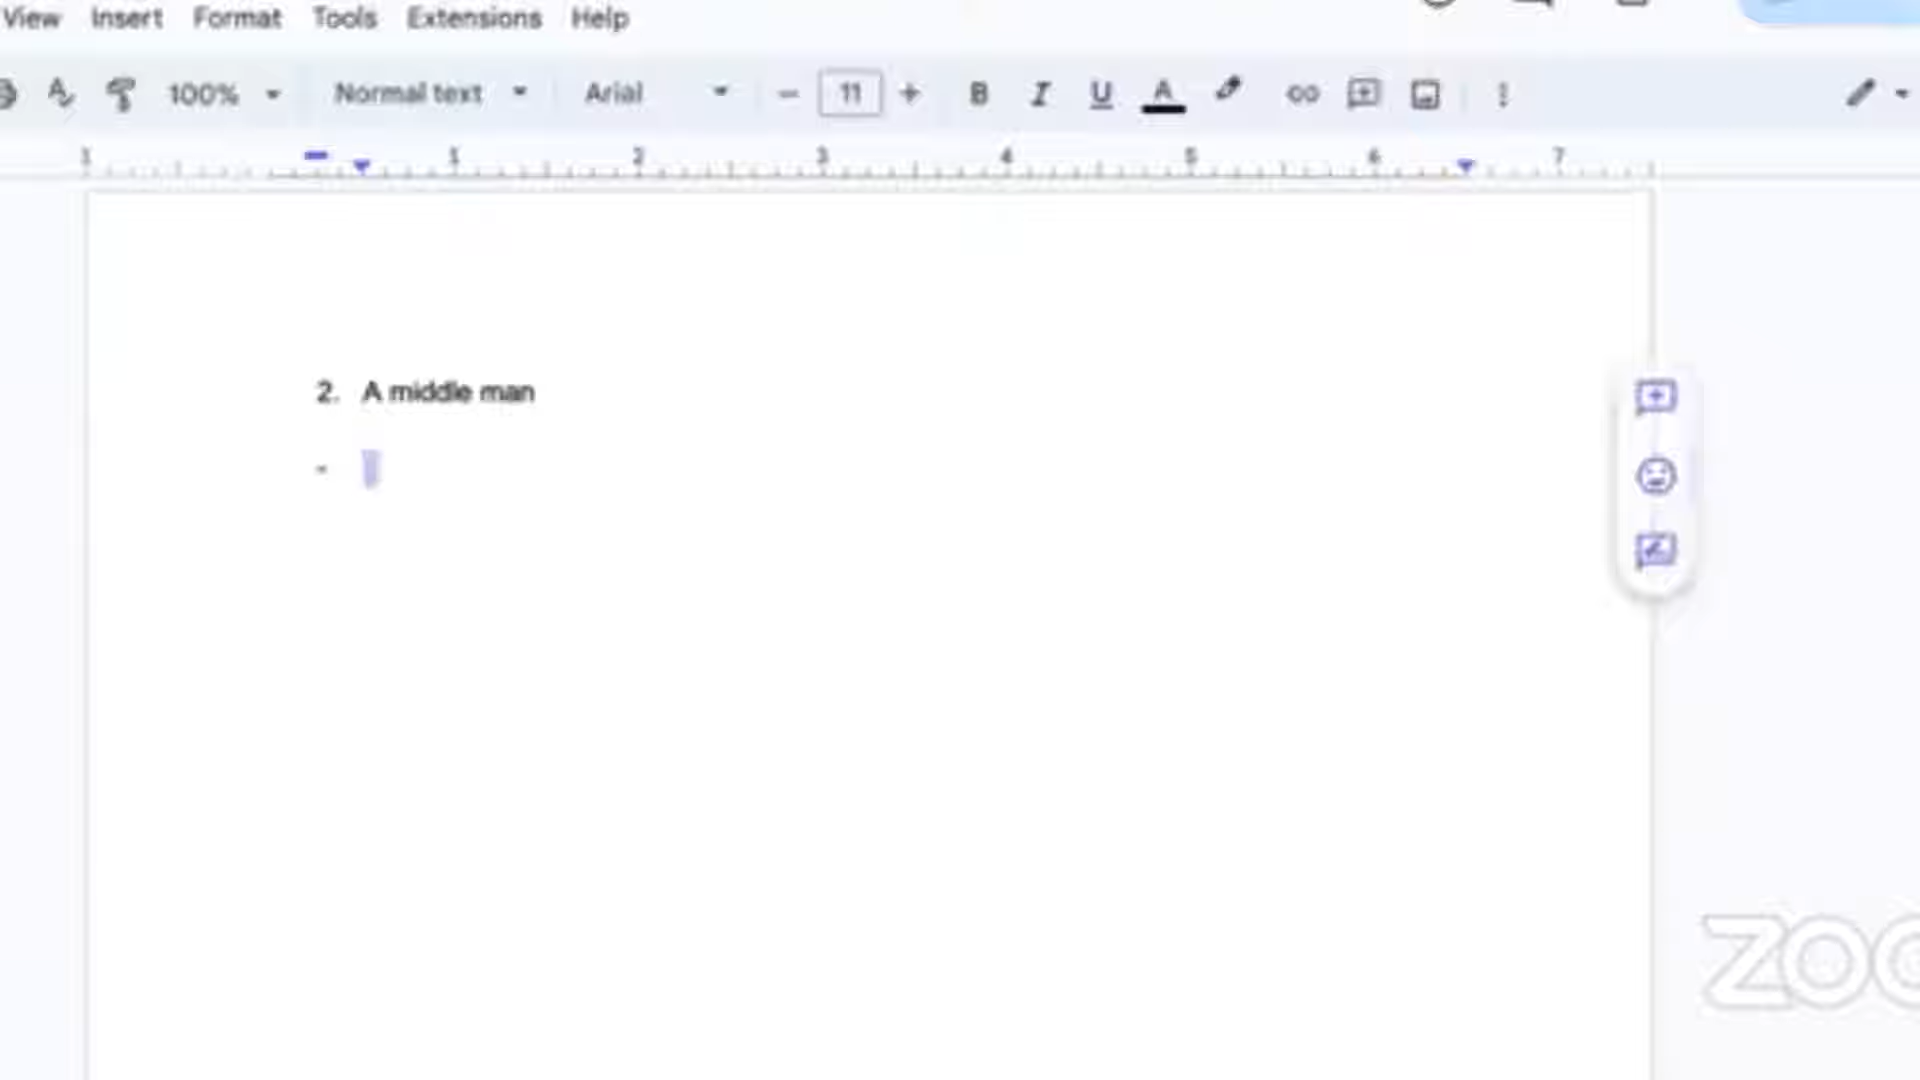 View Insert Format Tools Extensions Help
100% Normal text Arial 11 B I U A
1 1 2 3 4 5 6 7
2. A middle man
-
ZOO